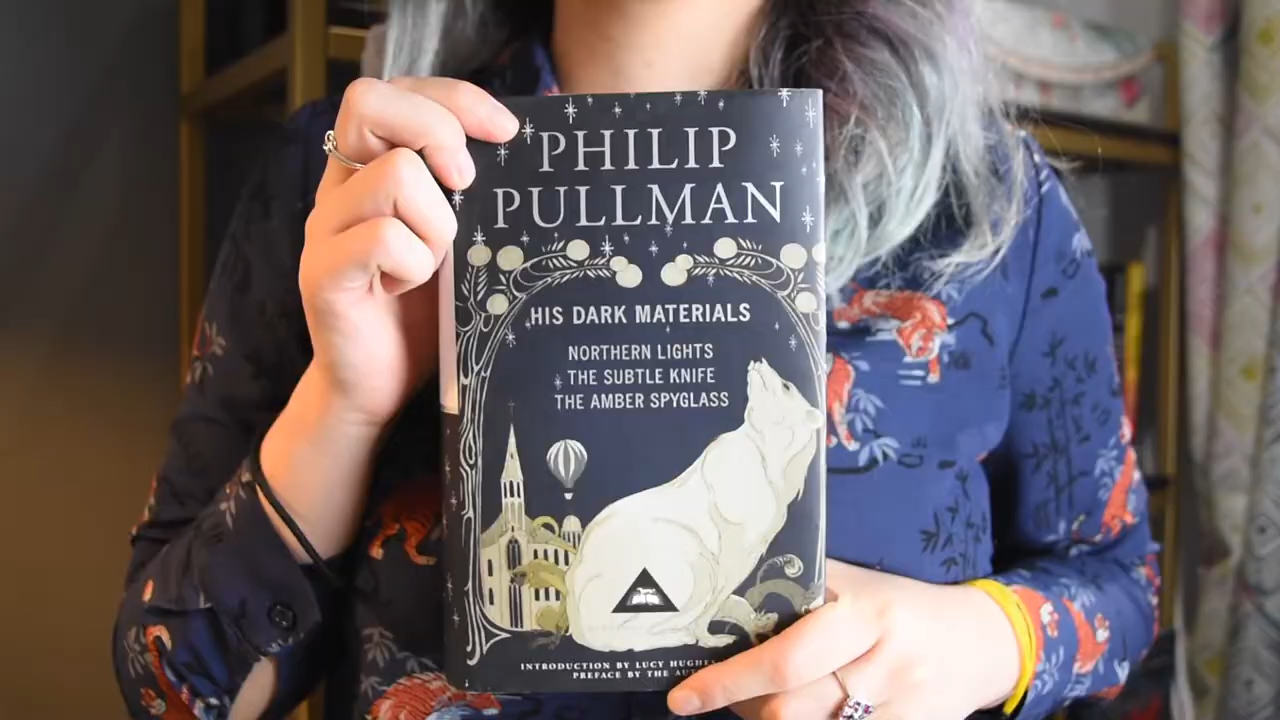 PHILIP
PULLMAN
HIS DARK MATERIALS
NORTHERN LIGHTS
THE SUBTLE KNIFE
THE AMBER SPYGLASS
INTRODUCTION BY LUCY
PREFACE BY THE